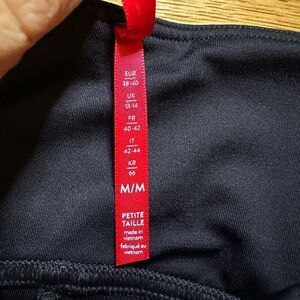 EUR
38-40
UK
12-14
FR
40-42
IT
42-44
KR
66
M/M
PETITE
TAILLE
made in
vietnam
fabriqué au
vietnam